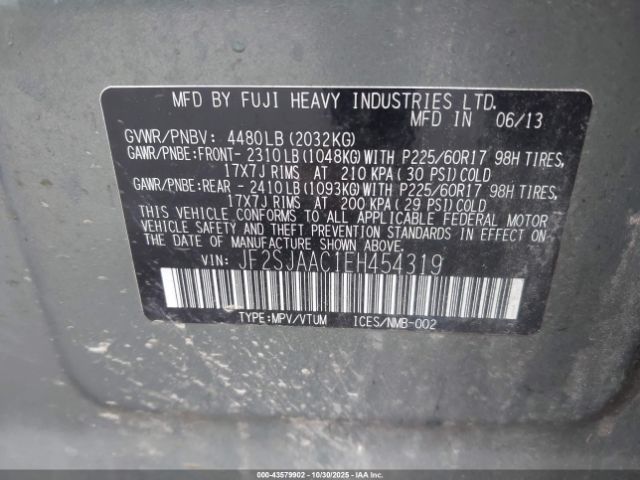 MFD BY FUJI HEAVY INDUSTRIES LTD.
MFD IN 06/13
GVWR/PNBV: 4480LB(2032KG)
GAWR/PNBE:FRONT- 2310LB(1048KG)WITH P225/60R17 98H TIRES,
17X7J RIMS AT 210 KPA(30 PSI)COLD
GAWR/PNBE:REAR - 2410LB(1093KG)WITH P225/60R17 98H TIRES,
17X7J RIMS AT 200 KPA(29 PSI)COLD
THIS VEHICLE CONFORMS TO ALL APPLICABLE FEDERAL MOTOR
VEHICLE SAFETY AND THEFT PREVENTION STANDARDS IN EFFECT
ON THE DATE OF MANUFACTURE SHOWN ABOVE.
VIN: JF2SJAAC1EH454319
TYPE:MPV/VTUM ICES/NMB-002
000-43579902 - 10/30/2025 - COPYRIGHT © IAA, LLC